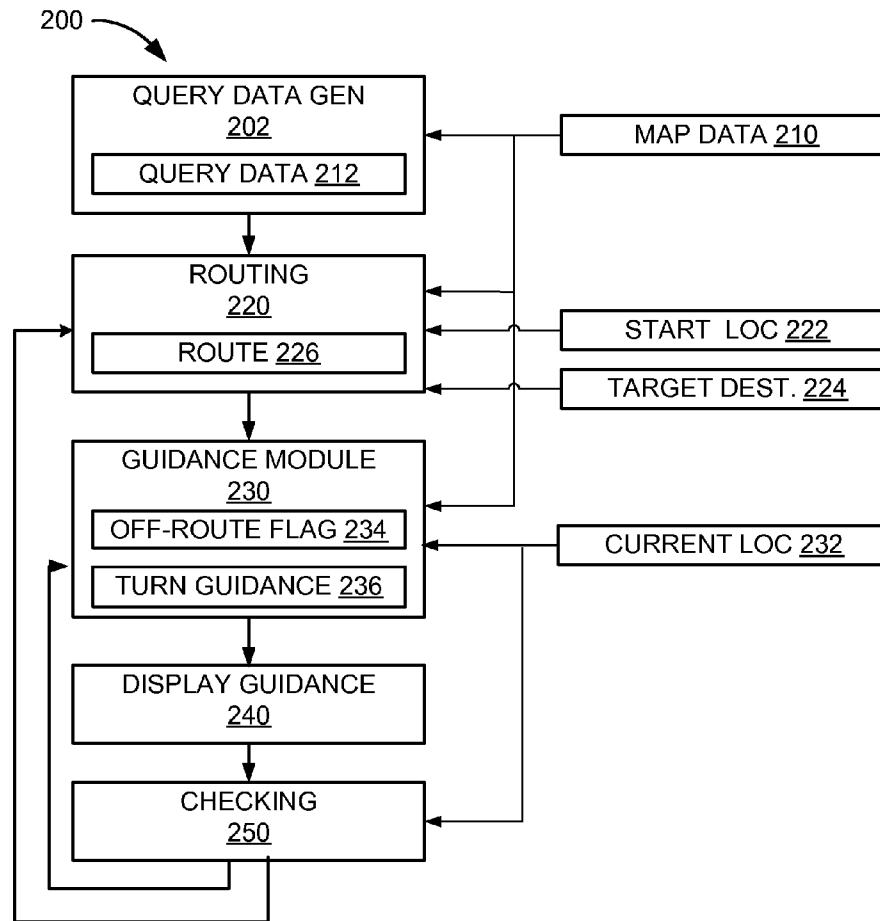 200
QUERY DATA GEN
202
QUERY DATA 212
MAP DATA 210
ROUTING
220
ROUTE 226
START LOC 222
TARGET DEST. 224
GUIDANCE MODULE
230
OFF-ROUTE FLAG 234
TURN GUIDANCE 236
CURRENT LOC 232
DISPLAY GUIDANCE
240
CHECKING
250